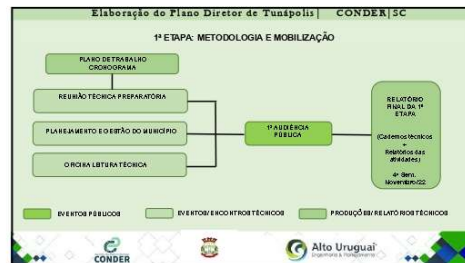 Elaboração do Plano Diretor de Tunápolis| CONDER|SC
1ª ETAPA: METODOLOGIA E MOBILIZAÇÃO
PLANO DE TRABALHO
CRONOGRAMA
REUNIÃO TÉCNICA PREPARATÓRIA
PLANEJAMENTO E GESTÃO DO MUNICÍPIO
OFICINA LEITURA TÉCNICA
1ª AUDIÊNCIA
PÚBLICA
RELATÓRIO
FINAL DA 1ª
ETAPA
(Cadernos técnicos
+
Relatórios das
atividades)
4ª Sem.
Novembro/22
EVENTOS PÚBLICOS
EVENTOS/ENCONTROS TÉCNICOS
PRODUÇÕES/RELATÓRIOS TÉCNICOS
CONDER
Alto Uruguai
Engenharia & Planejamento